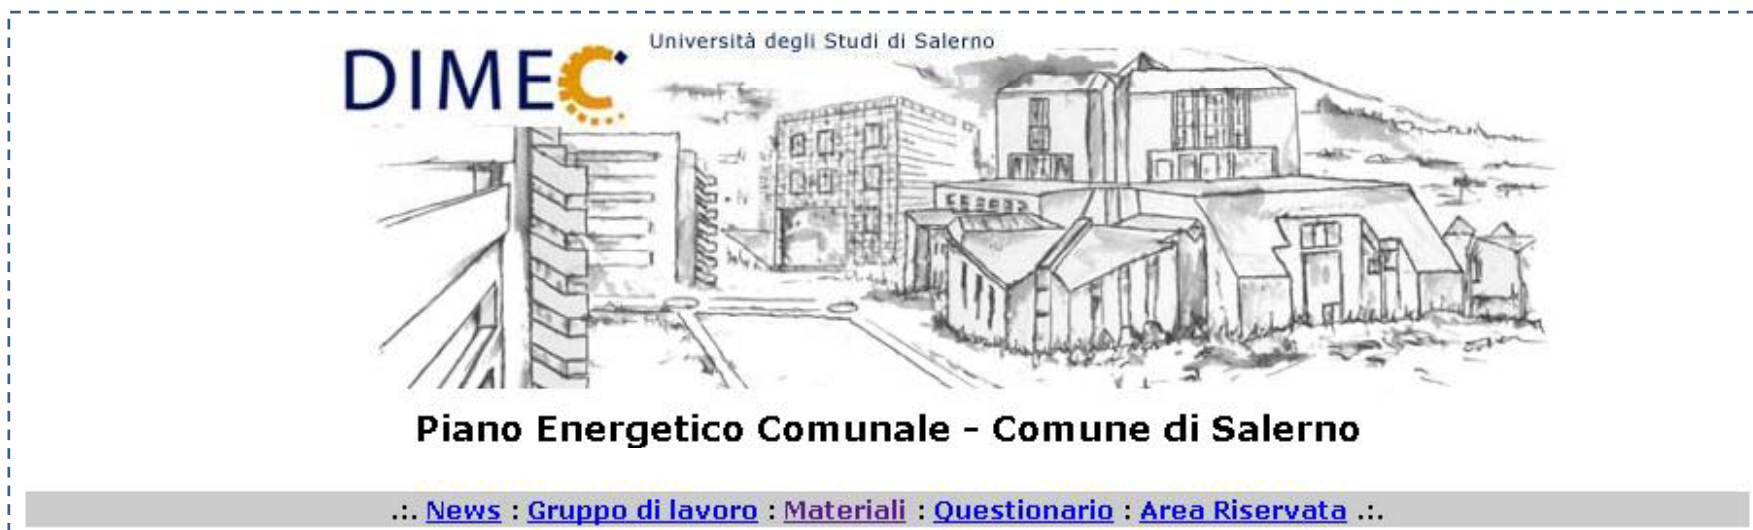 Università degli Studi di Salerno
DIMEC
Piano Energetico Comunale - Comune di Salerno
.:. News : Gruppo di lavoro : Materiali : Questionario : Area Riservata .:.